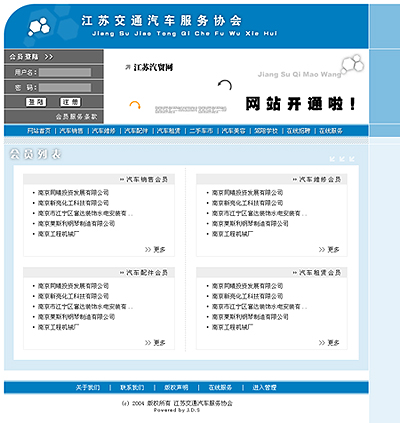 江苏交通汽车服务协会
Jiang Su Jiao Tong Qi Che Fu Wu Xie Hui
会员登陆 >>
用户名：
密 码：
登陆 注册
会员服务条款
江苏汽贸网
Jiang Su Qi Mao Wang
网站开通啦！
网站首页 | 汽车销售 | 汽车维修 | 汽车配件 | 汽车租赁 | 二手车市 | 汽车美容 | 驾驶学校 | 在线招聘 | 在线服务
会员列表
>> 汽车销售会员
• 南京同曦投资发展有限公司
• 南京新亮化工科技有限公司
• 南京市江宁区富达装饰水电安装有...
• 南京莱斯利钢琴制造有限公司
• 南京工程机械厂
>> 更多
>> 汽车维修会员
• 南京同曦投资发展有限公司
• 南京新亮化工科技有限公司
• 南京市江宁区富达装饰水电安装有...
• 南京莱斯利钢琴制造有限公司
• 南京工程机械厂
>> 更多
>> 汽车配件会员
• 南京同曦投资发展有限公司
• 南京新亮化工科技有限公司
• 南京市江宁区富达装饰水电安装有...
• 南京莱斯利钢琴制造有限公司
• 南京工程机械厂
>> 更多
>> 汽车租赁会员
• 南京同曦投资发展有限公司
• 南京新亮化工科技有限公司
• 南京市江宁区富达装饰水电安装有...
• 南京莱斯利钢琴制造有限公司
• 南京工程机械厂
>> 更多
关于我们 | 联系我们 | 版权声明 | 在线服务 | 进入管理
(c) 2004 版权所有 江苏交通汽车服务协会
Powered by J.D.S